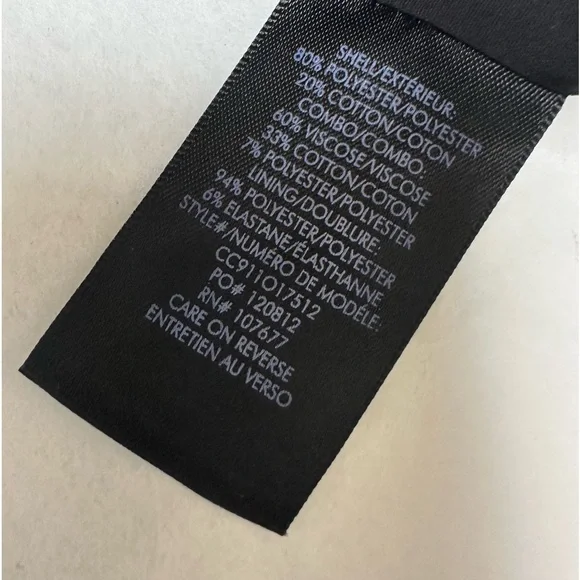 SHELL/EXTÉRIEUR:
80% POLYESTER/POLYESTER
20% COTTON/COTON
COMBO/COMBO:
60% VISCOSE/VISCOSE
33% COTTON/COTON
7% POLYESTER/POLYESTER
LINING/DOUBLURE:
94% POLYESTER/POLYESTER
6% ELASTANE/ÉLASTHANNE
STYLE#/NUMÉRO DE MODÈLE:
CC911O17512
PO# 120812
RN# 107677
CARE ON REVERSE
ENTRETIEN AU VERSO